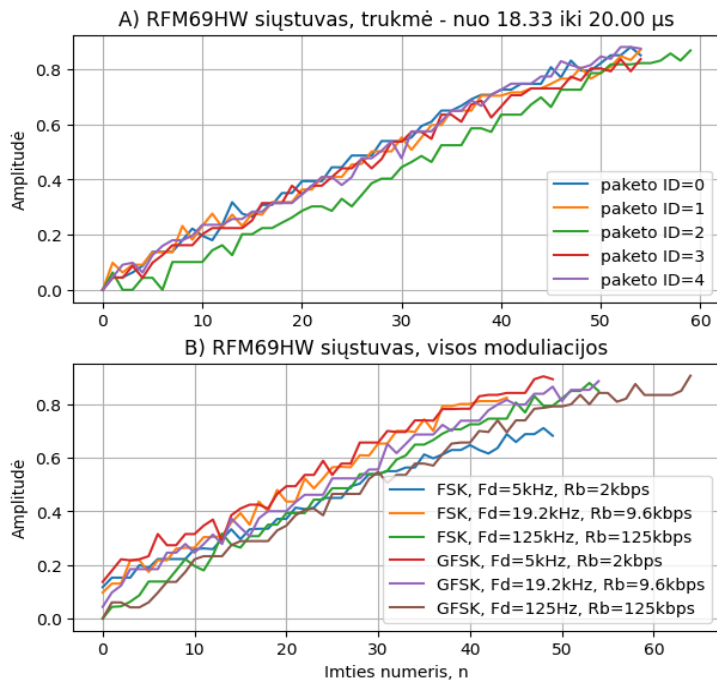 A) RFM69HW siųstuvas, trukmė - nuo 18.33 iki 20.00 µs
Amplitudė
0.8
0.6
0.4
0.2
0.0
paketo ID=0
paketo ID=1
paketo ID=2
paketo ID=3
paketo ID=4
0 10 20 30 40 50 60
B) RFM69HW siųstuvas, visos moduliacijos
Amplitudė
0.8
0.6
0.4
0.2
0.0
FSK, Fd=5kHz, Rb=2kbps
FSK, Fd=19.2kHz, Rb=9.6kbps
FSK, Fd=125kHz, Rb=125kbps
GFSK, Fd=5kHz, Rb=2kbps
GFSK, Fd=19.2kHz, Rb=9.6kbps
GFSK, Fd=125Hz, Rb=125kbps
0 10 20 30 40 50 60
Imties numeris, n